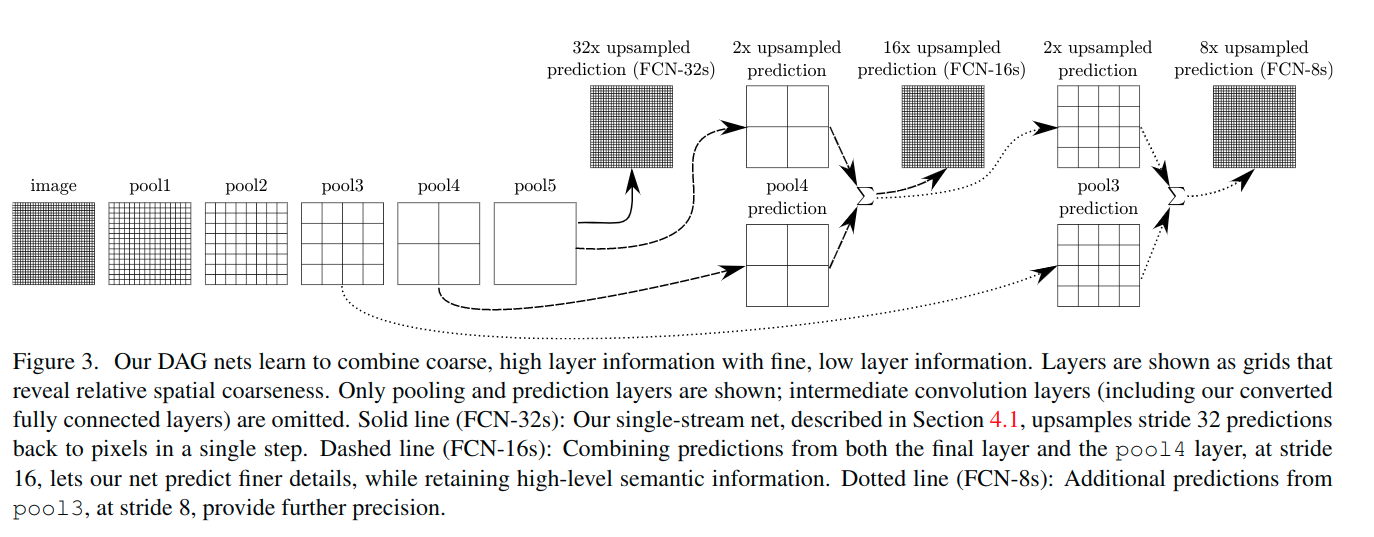 32x upsampled
prediction (FCN-32s)
2x upsampled
prediction
16x upsampled
prediction (FCN-16s)
2x upsampled
prediction
8x upsampled
prediction (FCN-8s)
image
pool1
pool2
pool3
pool4
pool5
pool4
prediction
∑
pool3
prediction
∑
Figure 3. Our DAG nets learn to combine coarse, high layer information with fine, low layer information. Layers are shown as grids that
reveal relative spatial coarseness. Only pooling and prediction layers are shown; intermediate convolution layers (including our converted
fully connected layers) are omitted. Solid line (FCN-32s): Our single-stream net, described in Section 4.1, upsamples stride 32 predictions
back to pixels in a single step. Dashed line (FCN-16s): Combining predictions from both the final layer and the pool4 layer, at stride
16, lets our net predict finer details, while retaining high-level semantic information. Dotted line (FCN-8s): Additional predictions from
pool3, at stride 8, provide further precision.